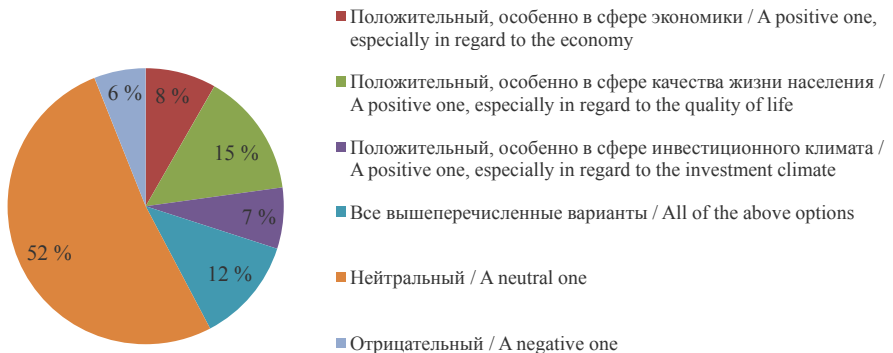 Положительный, особенно в сфере экономики / A positive one,
especially in regard to the economy
Положительный, особенно в сфере качества жизни населения /
A positive one, especially in regard to the quality of life
Положительный, особенно в сфере инвестиционного климата /
A positive one, especially in regard to the investment climate
Все вышеперечисленные варианты / All of the above options
Нейтральный / A neutral one
Отрицательный / A negative one
6 %
8 %
15 %
7 %
12 %
52 %